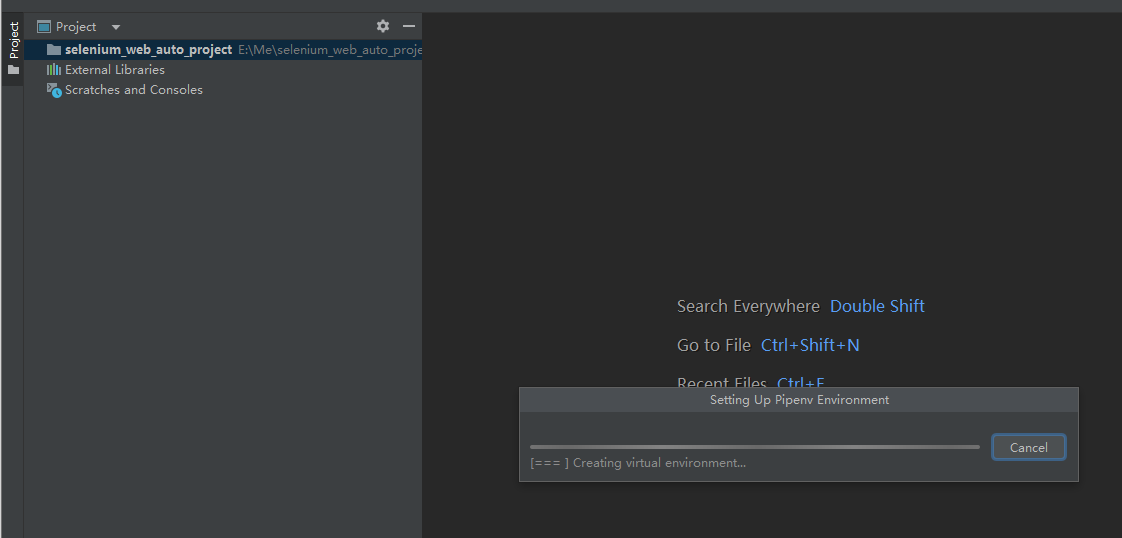 Project
Project
selenium_web_auto_project E:\Me\selenium_web_auto_proje
External Libraries
Scratches and Consoles
Search Everywhere Double Shift
Go to File Ctrl+Shift+N
Recent Files Ctrl+E
Setting Up Pipenv Environment
Cancel
[=== ] Creating virtual environment...